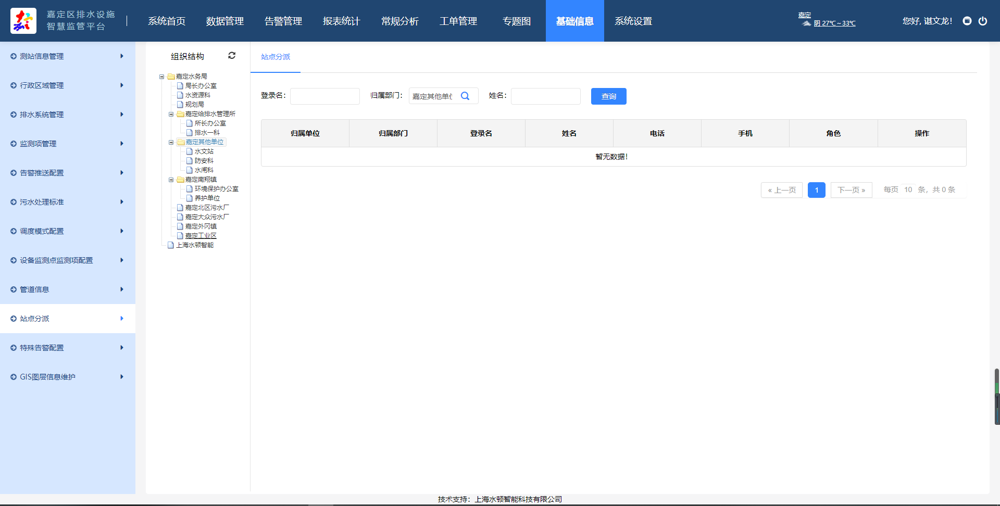 嘉定区排水设施
智慧监管平台
系统首页 数据管理 告警管理 报表统计 常规分析 工单管理 专题图 基础信息 系统设置
嘉定
阴 27℃~33℃
您好, 谌文龙!
测站信息管理
行政区域管理
排水系统管理
监测项管理
告警推送配置
污水处理标准
调度模式配置
设备监测点监测项配置
管道信息
站点分派
特殊告警配置
GIS图层信息维护
组织结构
嘉定水务局
局长办公室
水资源科
规划局
嘉定给排水管理所
所长办公室
排水一科
嘉定其他单位
水文站
防安科
水闸科
嘉定南翔镇
环境保护办公室
养护单位
嘉定北区污水厂
嘉定大众污水厂
嘉定外冈镇
嘉定工业区
上海水顿智能
站点分派
登录名： 归属部门： 嘉定其他单位 姓名： 查询
归属单位 归属部门 登录名 姓名 电话 手机 角色 操作
暂无数据！
« 上一页 1 下一页 » 每页 10 条，共 0 条
技术支持：上海水顿智能科技有限公司